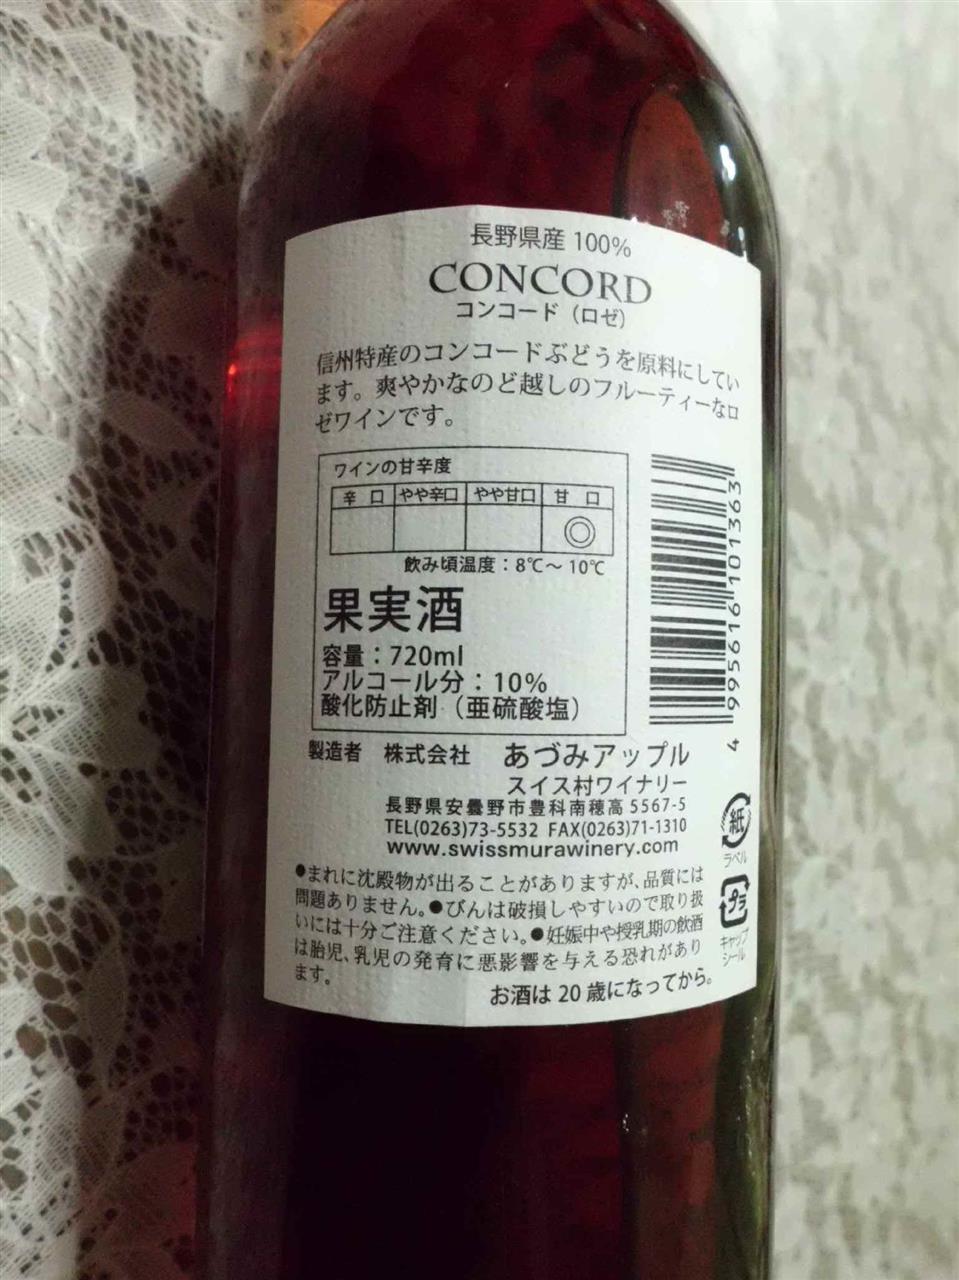 長野県産 100%
CONCORD
コンコード（ロゼ）
信州特産のコンコードぶどうを原料にしてい
ます。爽やかなのど越しのフルーティーなロ
ゼワインです。
ワインの甘辛度
辛 口 やや辛口 やや甘口 甘 口
◎
飲み頃温度：8℃～10℃
果実酒
容量：720ml
アルコール分：10%
酸化防止剤（亜硫酸塩）
4 995616 101363
製造者 株式会社 あづみアップル
スイス村ワイナリー
長野県安曇野市豊科南穂高 5567-5
TEL(0263)73-5532 FAX(0263)71-1310
www.swissmurawinery.com
紙
ラベル
プラ
キャップ
シール
●まれに沈殿物が出ることがありますが、品質には
問題ありません。●びんは破損しやすいので取り扱
いには十分ご注意ください。●妊娠中や授乳期の飲酒
は胎児、乳児の発育に悪影響を与える恐れがあり
ます。
お酒は 20 歳になってから。